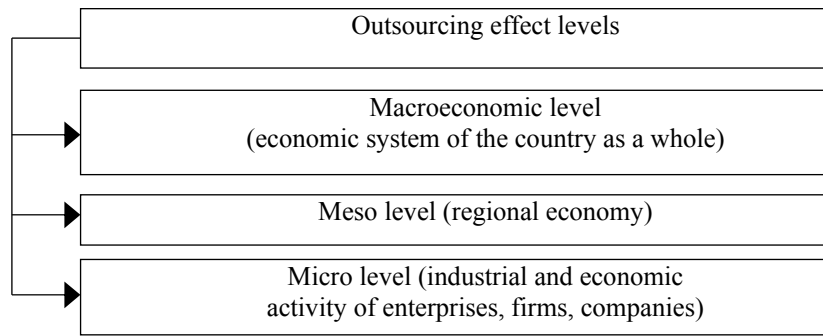 Outsourcing effect levels
Macroeconomic level
(economic system of the country as a whole)
Meso level (regional economy)
Micro level (industrial and economic
activity of enterprises, firms, companies)